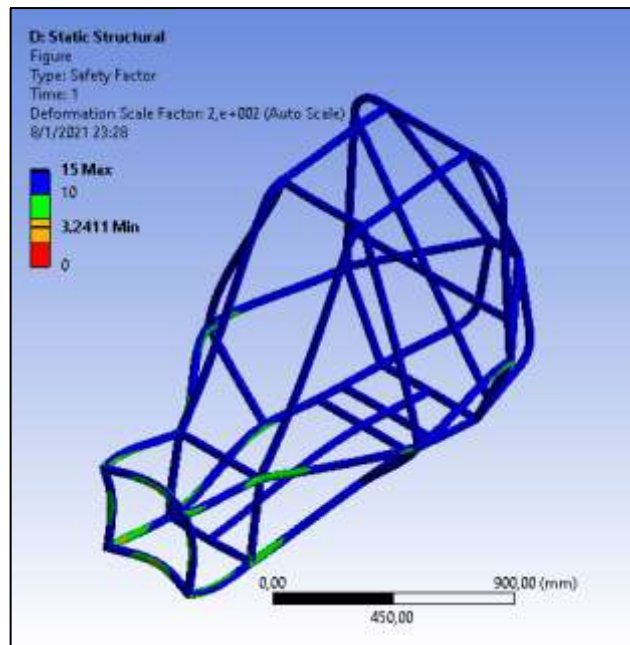 D: Static Structural
Figure
Type: Safety Factor
Time: 1
Deformation Scale Factor: 2,e+002 (Auto Scale)
8/1/2021 23:28
15 Max
10
3,2411 Min
0
0,00 900,00 (mm)
450,00